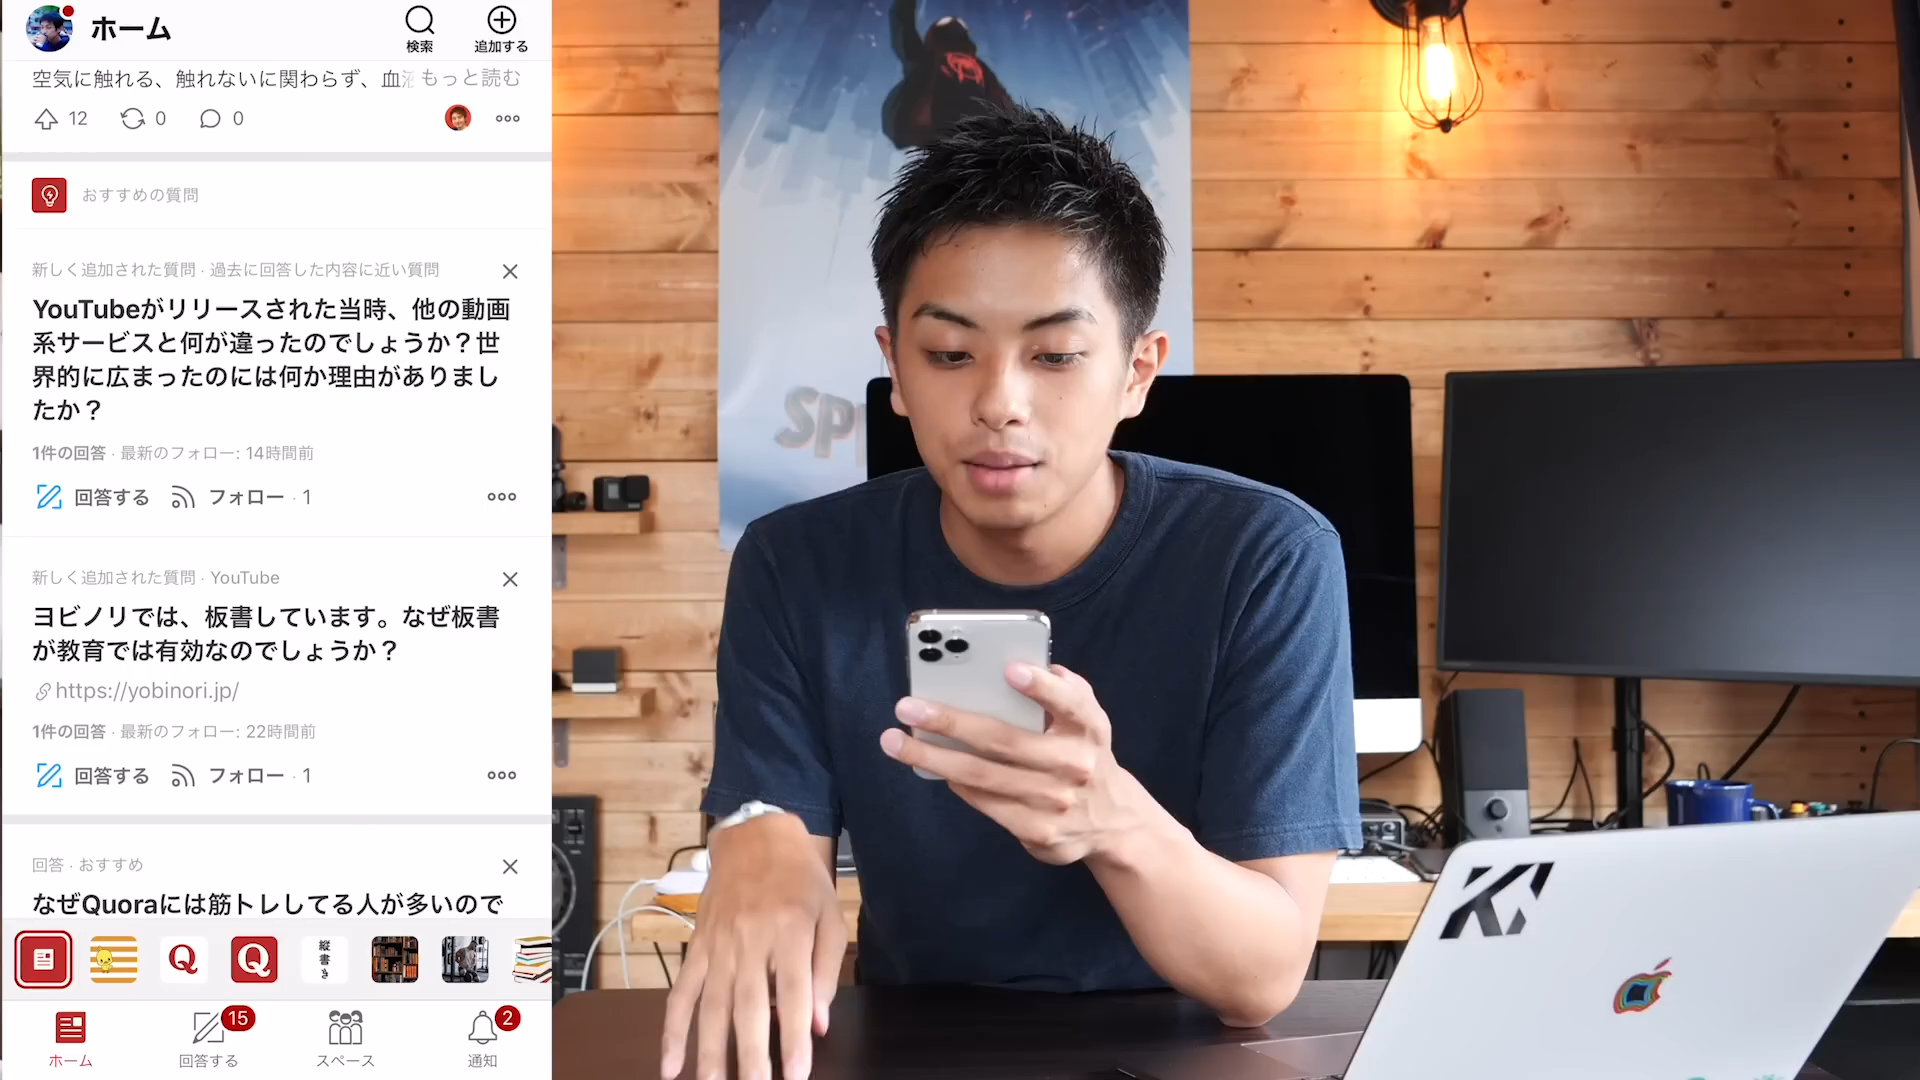 ホーム
検索
追加する
空気に触れる、触れないに関わらず、血液 もっと読む
12
0
0
おすすめの質問
新しく追加された質問 · 過去に回答した内容に近い質問
YouTubeがリリースされた当時、他の動画
系サービスと何が違ったのでしょうか？世
界的に広まったのには何か理由がありまし
たか？
1件の回答 · 最新のフォロー: 14時間前
回答する
フォロー · 1
新しく追加された質問 · YouTube
ヨビノリでは、板書しています。なぜ板書
が教育では有効なのでしょうか？
https://yobinori.jp/
1件の回答 · 最新のフォロー: 22時間前
回答する
フォロー · 1
回答 · おすすめ
なぜQuoraには筋トレしてる人が多いので
Q
Q
縦書き
15
2
ホーム
回答する
スペース
通知
SP